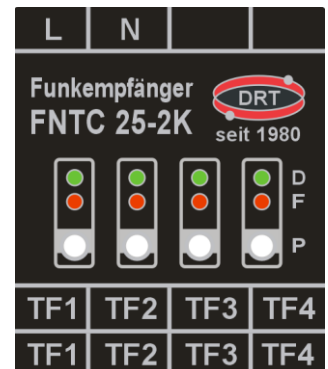 L N
Funkempfänger
FNTC 25-2K
DRT
seit 1980
D
F
P
TF1 TF2 TF3 TF4
TF1 TF2 TF3 TF4